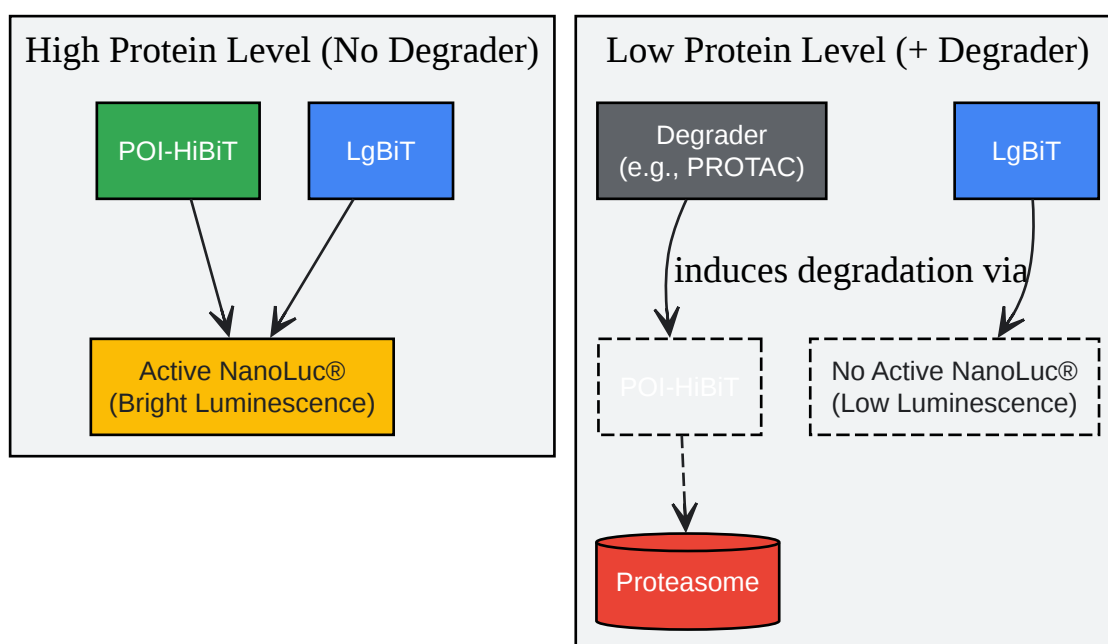 High Protein Level (No Degrader)
POI-HiBiT
LgBiT
Active NanoLuc®
(Bright Luminescence)
Low Protein Level (+ Degrader)
Degrader
(e.g., PROTAC)
LgBiT
induces degradation via
POI-HiBiT
No Active NanoLuc®
(Low Luminescence)
Proteasome